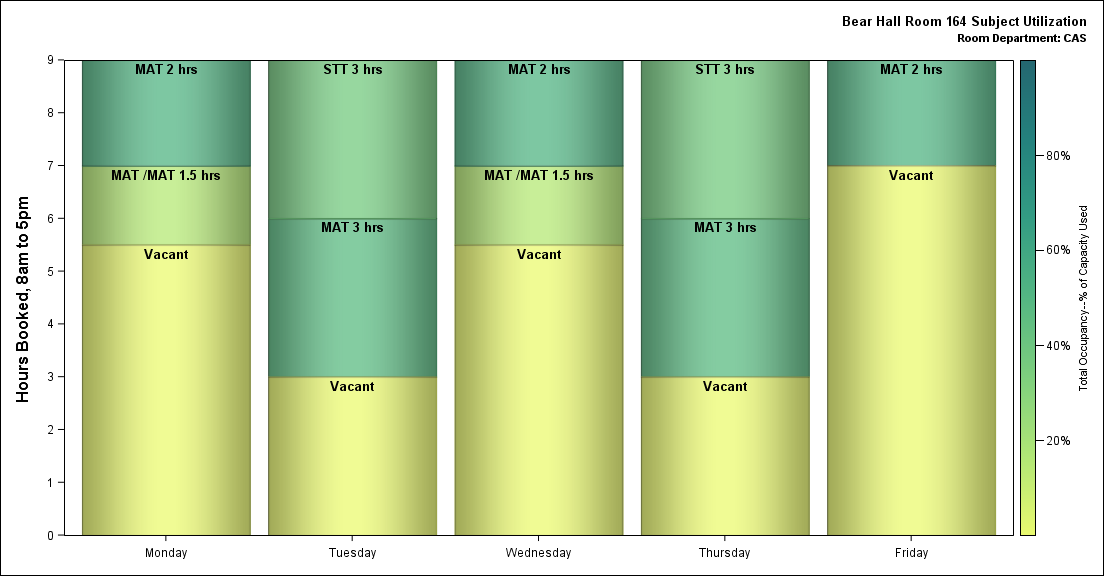 Bear Hall Room 164 Subject Utilization
Room Department: CAS
Hours Booked, 8am to 5pm
9
8
7
6
5
4
3
2
1
0
MAT 2 hrs
MAT /MAT 1.5 hrs
Vacant
STT 3 hrs
MAT 3 hrs
Vacant
MAT 2 hrs
MAT /MAT 1.5 hrs
Vacant
STT 3 hrs
MAT 3 hrs
Vacant
MAT 2 hrs
Vacant
Monday
Tuesday
Wednesday
Thursday
Friday
80%
60%
40%
20%
Total Occupancy--% of Capacity Used